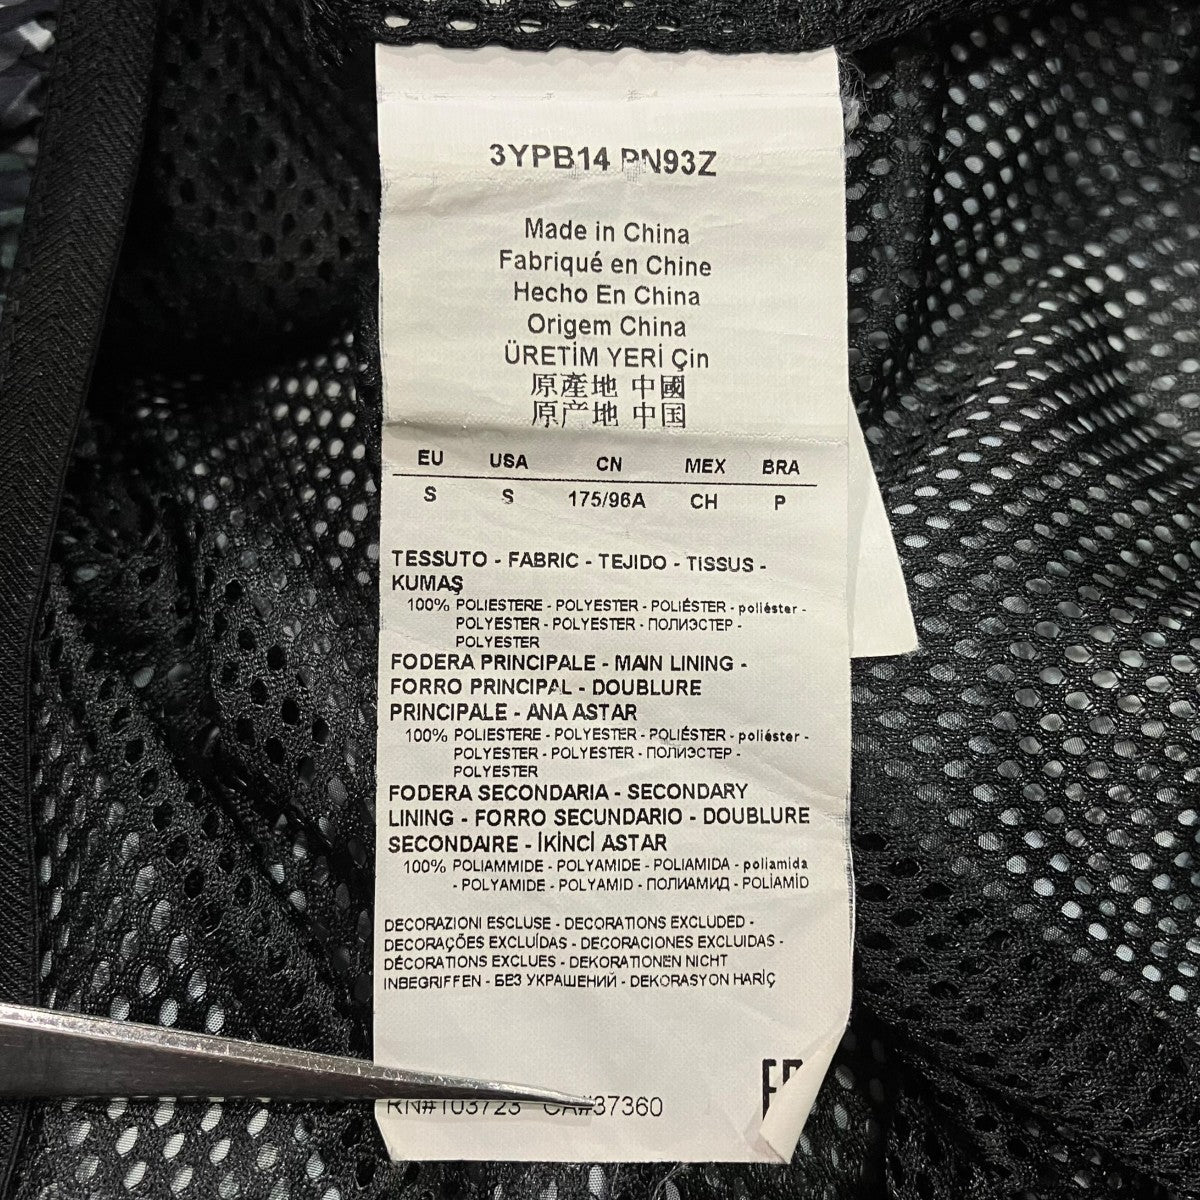 3YPB14 PN93Z
Made in China
Fabriqué en Chine
Hecho En China
Origem China
ÜRETİM YERİ Çin
原產地 中國
原产地 中国
EU USA CN MEX BRA
S S 175/96A CH P
TESSUTO - FABRIC - TEJIDO - TISSUS -
KUMAŞ
100% POLIESTERE - POLYESTER - POLIÉSTER - poliéster -
POLYESTER - POLYESTER - ПОЛИЭСТЕР -
POLYESTER
FODERA PRINCIPALE - MAIN LINING -
FORRO PRINCIPAL - DOUBLURE
PRINCIPALE - ANA ASTAR
100% POLIESTERE - POLYESTER - POLIÉSTER - poliéster -
POLYESTER - POLYESTER - ПОЛИЭСТЕР -
POLYESTER
FODERA SECONDARIA - SECONDARY
LINING - FORRO SECUNDARIO - DOUBLURE
SECONDAIRE - İKİNCİ ASTAR
100% POLIAMMIDE - POLYAMIDE - POLIAMIDA - poliamida
- POLYAMIDE - POLYAMID - ПОЛИАМИД - POLİAMİD
DECORAZIONI ESCLUSE - DECORATIONS EXCLUDED -
DECORAÇÕES EXCLUÍDAS - DECORACIONES EXCLUIDAS -
DÉCORATIONS EXCLUES - DEKORATIONEN NICHT
INBEGRIFFEN - БЕЗ УКРАШЕНИЙ - DEKORASYON HARİÇ
RN#103723 CA#37360